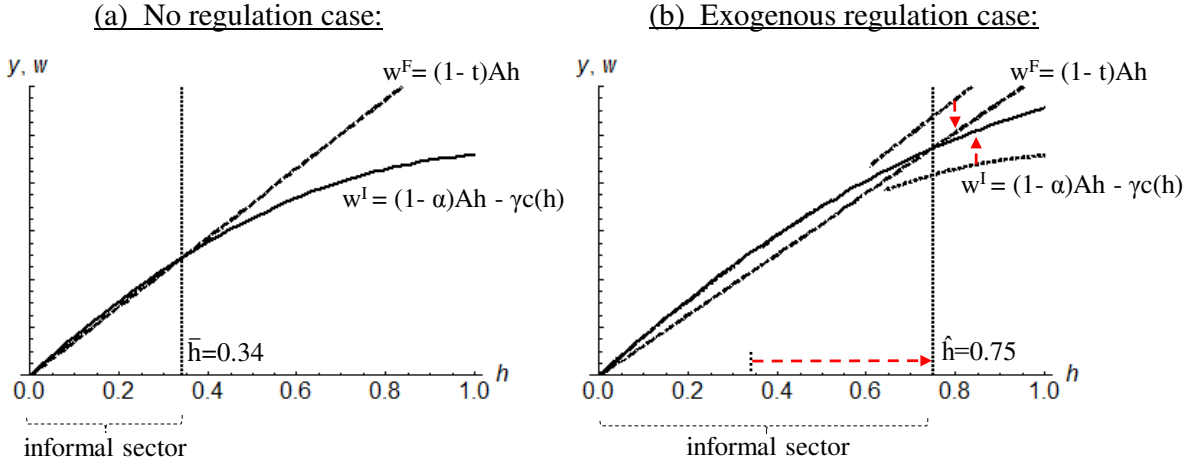 (a) No regulation case:
y, w
wF= (1- t)Ah
wI = (1- α)Ah - γc(h)
h̄=0.34
0.0 0.2 0.4 0.6 0.8 1.0 h
informal sector
(b) Exogenous regulation case:
y, w
wF= (1- t)Ah
wI = (1- α)Ah - γc(h)
ĥ=0.75
0.0 0.2 0.4 0.6 0.8 1.0 h
informal sector